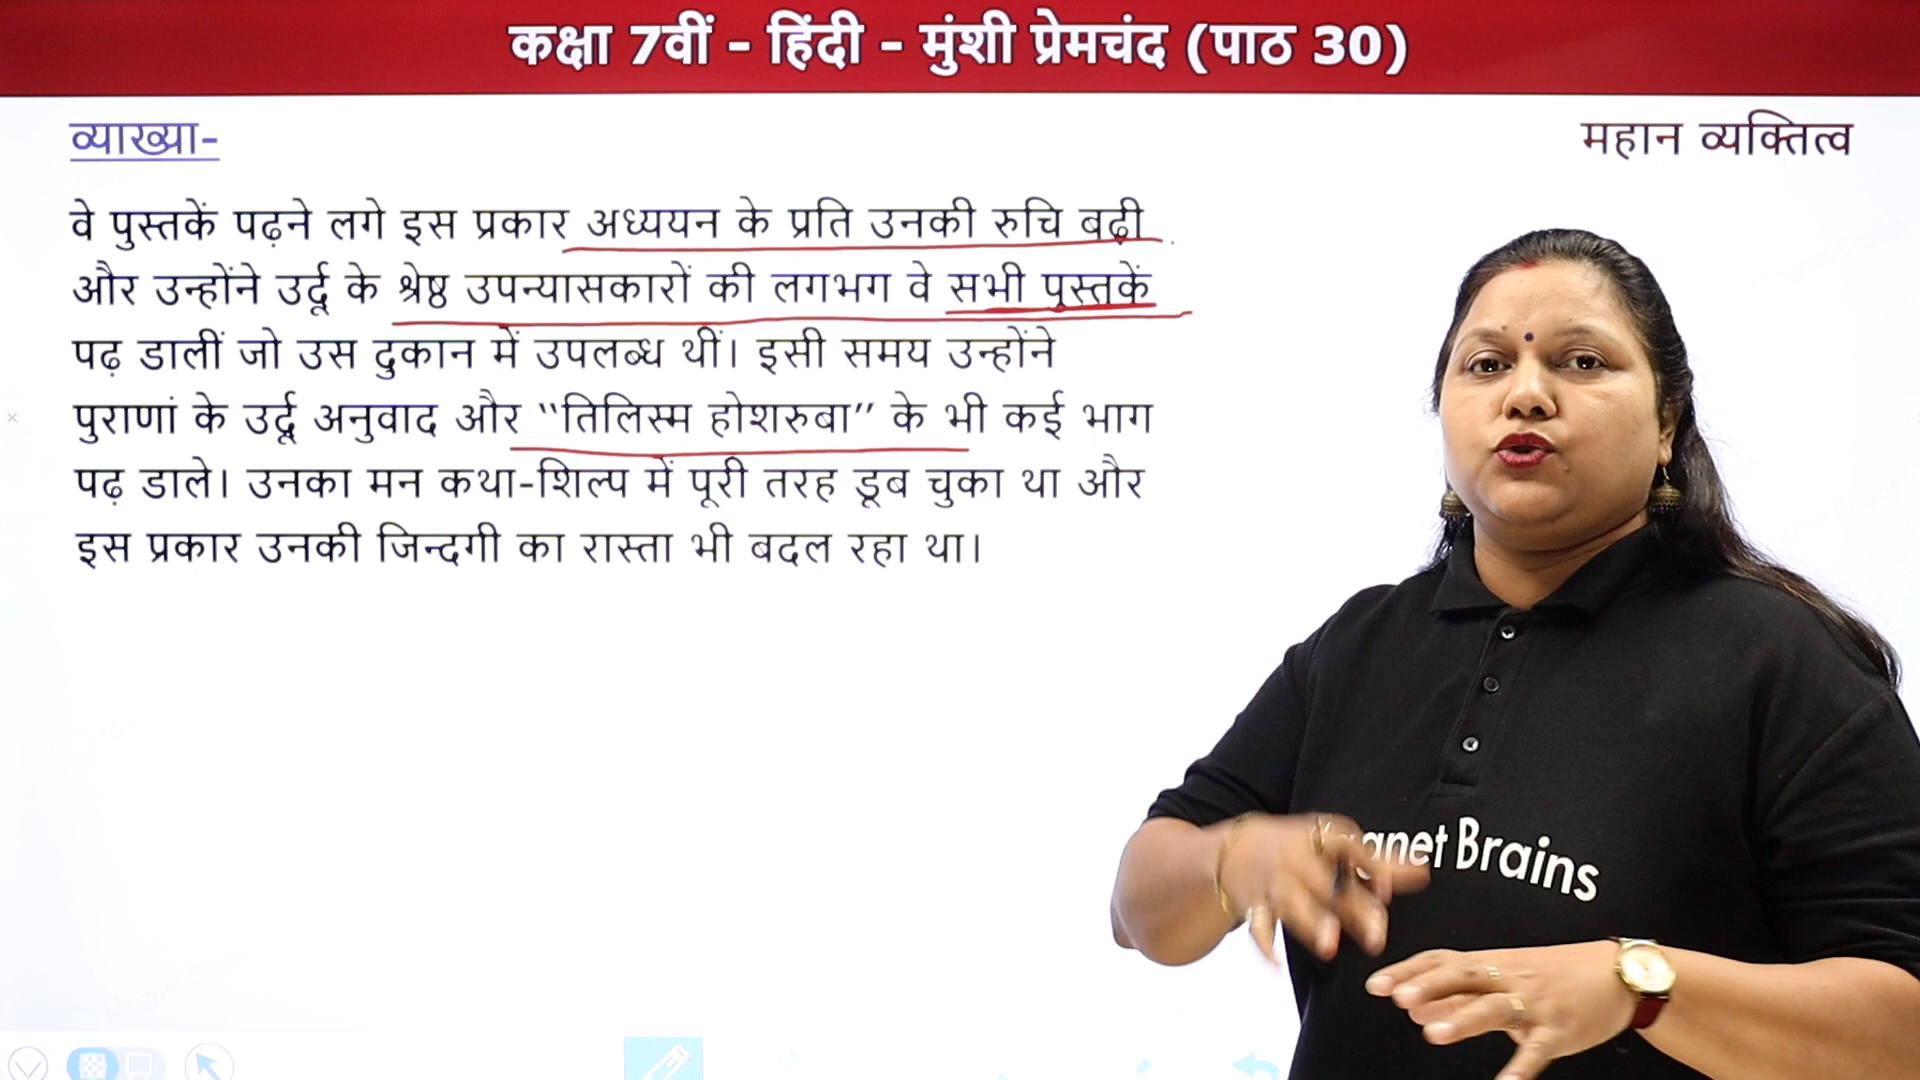 कक्षा 7वीं - हिंदी - मुंशी प्रेमचंद (पाठ 30)
व्याख्या-
महान व्यक्तित्व
वे पुस्तकें पढ़ने लगे इस प्रकार अध्ययन के प्रति उनकी रुचि बढ़ी
और उन्होंने उर्दू के श्रेष्ठ उपन्यासकारों की लगभग वे सभी पुस्तकें
पढ़ डालीं जो उस दुकान में उपलब्ध थीं। इसी समय उन्होंने
पुराणां के उर्दू अनुवाद और "तिलिस्म होशरुबा" के भी कई भाग
पढ़ डाले। उनका मन कथा-शिल्प में पूरी तरह डूब चुका था और
इस प्रकार उनकी जिन्दगी का रास्ता भी बदल रहा था।
Brains